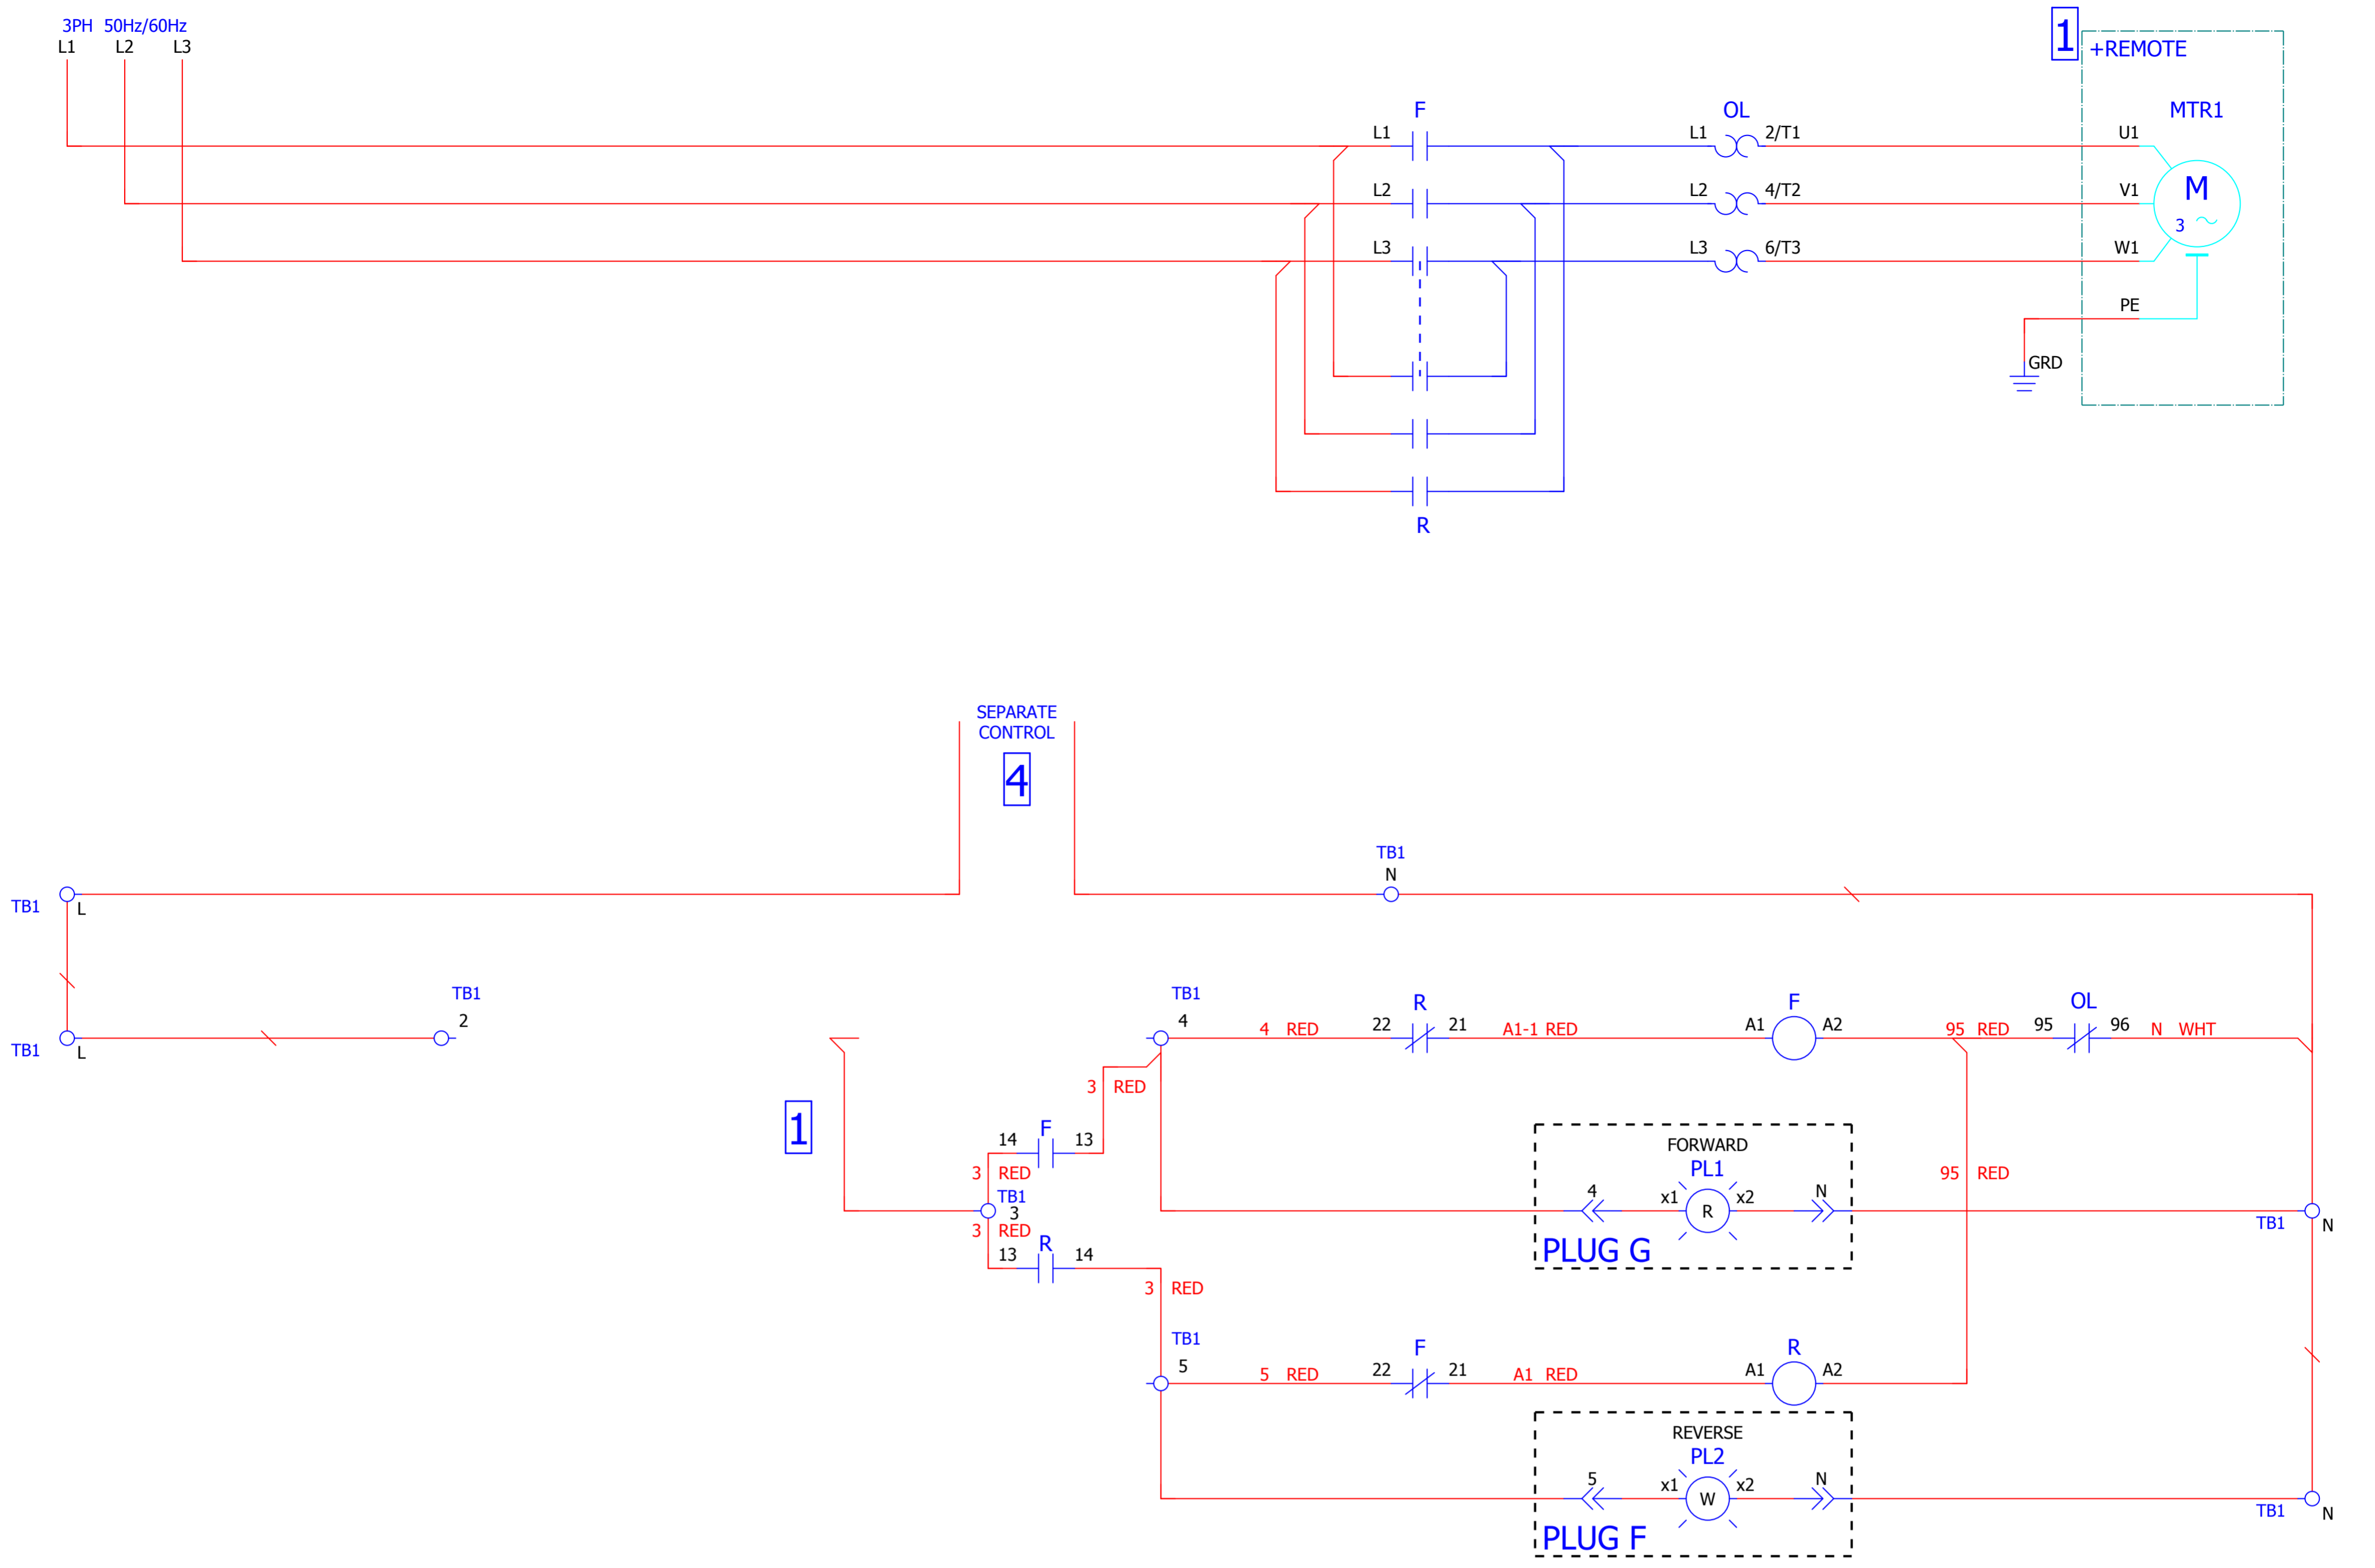 3PH 50Hz/60Hz
L1 L2 L3
1
+REMOTE
F
OL
MTR1
L1
L1
2/T1
U1
L2
L2
4/T2
V1
M
3
L3
L3
6/T3
W1
PE
GRD
R
SEPARATE
CONTROL
4
TB1
N
TB1
L
TB1
2
TB1
4
R
F
OL
4 RED
22
21
A1-1 RED
A1
A2
95 RED
95
96
N WHT
TB1
L
3 RED
1
14
F
13
3 RED
TB1
3
3 RED
13
R
14
3 RED
FORWARD
PL1
4
x1
R
x2
N
PLUG G
95 RED
TB1
N
TB1
5
F
R
5 RED
22
21
A1 RED
A1
A2
REVERSE
PL2
5
x1
W
x2
N
PLUG F
TB1
N